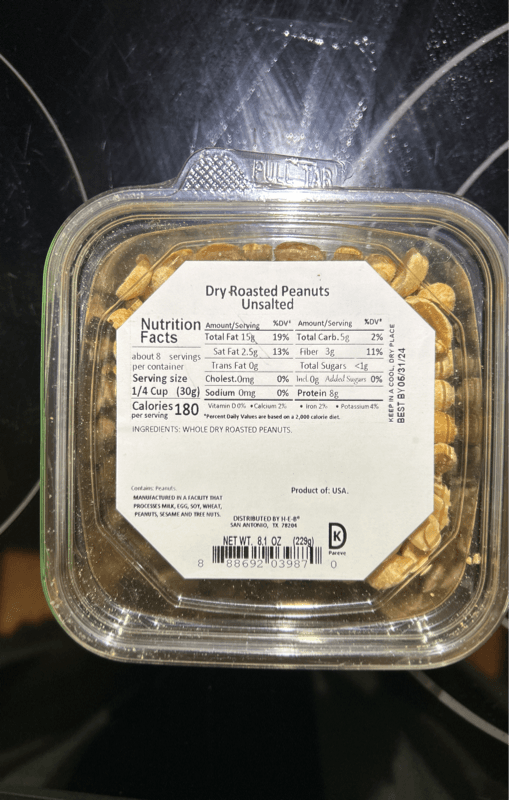 PULL TAB
Dry Roasted Peanuts
Unsalted
Nutrition
Facts
about 8 servings
per container
Serving size
1/4 Cup (30g)
Calories 180
per serving
Amount/Serving %DV* Amount/Serving %DV*
Total Fat 15g 19% Total Carb. 5g 2%
Sat Fat 2.5g 13% Fiber 3g 11%
Trans Fat 0g Total Sugars <1g
Cholest. 0mg 0% Incl. 0g Added Sugars 0%
Sodium 0mg 0% Protein 8g
Vitamin D 0% • Calcium 2% • Iron 2% • Potassium 4%
*Percent Daily Values are based on a 2,000 calorie diet.
KEEP IN A COOL, DRY PLACE
BEST BY 05/31/24
INGREDIENTS: WHOLE DRY ROASTED PEANUTS.
Contains: Peanuts.
MANUFACTURED IN A FACILITY THAT
PROCESSES MILK, EGG, SOY, WHEAT,
PEANUTS, SESAME AND TREE NUTS.
Product of: USA.
DISTRIBUTED BY H-E-B®
SAN ANTONIO, TX 78204
NET WT. 8.1 OZ (229g)
8 88692 03987 0
K
Pareve